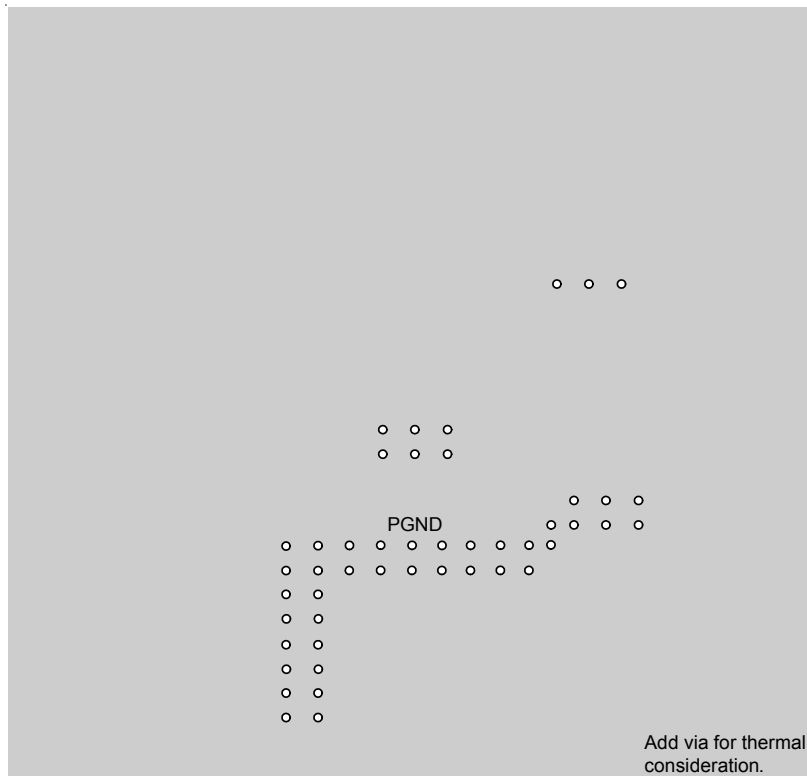 PGND
Add via for thermal
consideration.